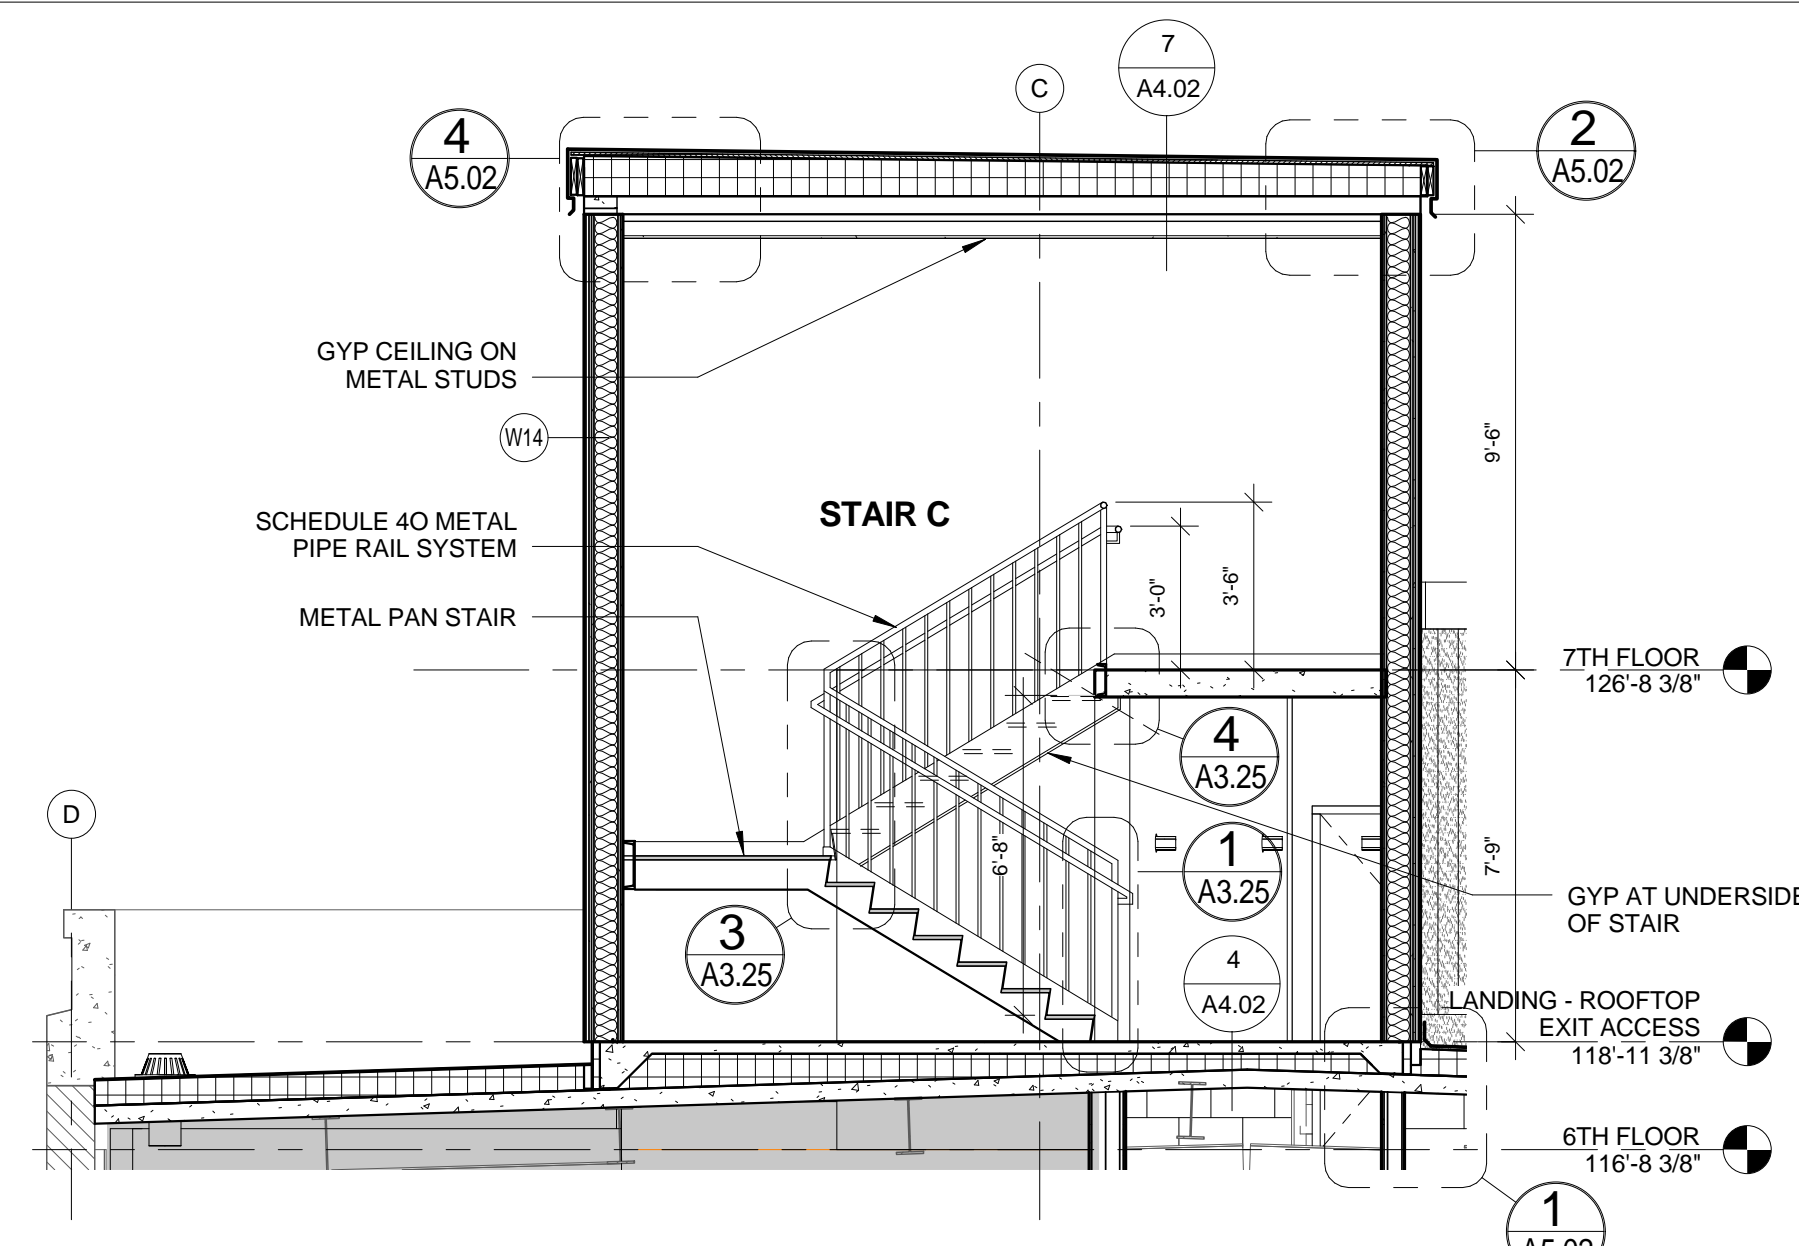 7
A4.02
C
4
A5.02
2
A5.02
GYP CEILING ON
METAL STUDS
W14
9'-6"
STAIR C
SCHEDULE 4O METAL
PIPE RAIL SYSTEM
METAL PAN STAIR
3'-0"
3'-6"
7TH FLOOR
126'-8 3/8"
4
A3.25
D
6'-8"
1
A3.25
7'-9"
GYP AT UNDERSIDE
OF STAIR
3
A3.25
4
A4.02
LANDING - ROOFTOP
EXIT ACCESS
118'-11 3/8"
6TH FLOOR
116'-8 3/8"
1
A5.02